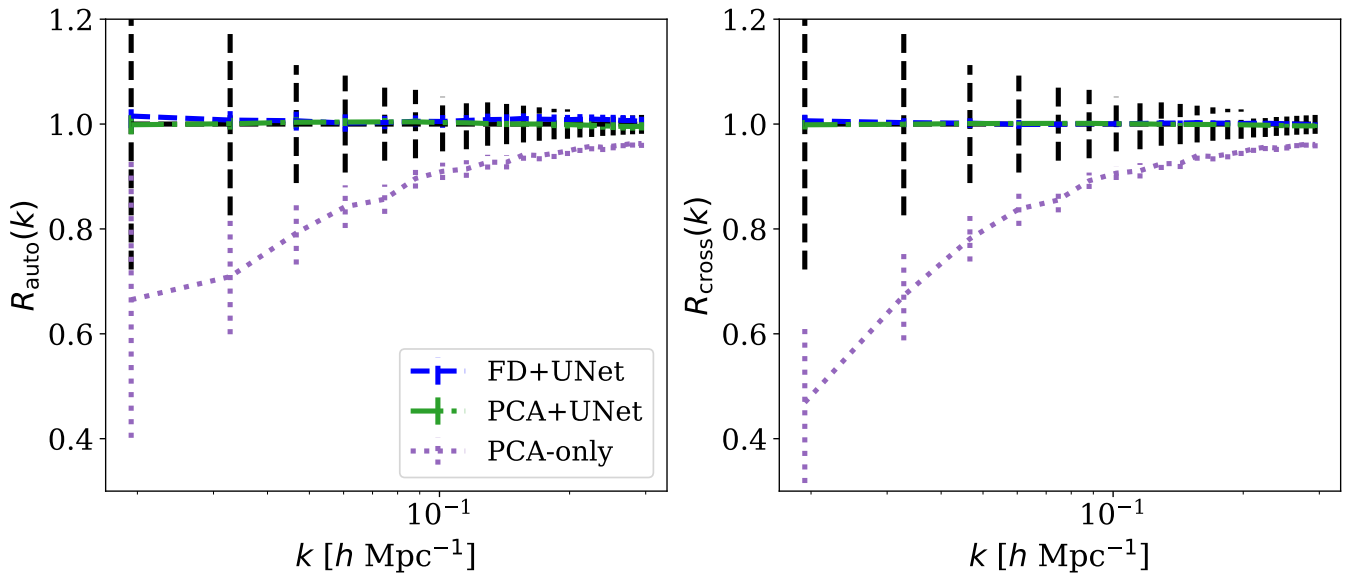 1.2
1.0
0.8
0.6
0.4
R_auto(k)
FD+UNet
PCA+UNet
PCA-only
10⁻¹
k [h Mpc⁻¹]
1.2
1.0
0.8
0.6
0.4
R_cross(k)
10⁻¹
k [h Mpc⁻¹]